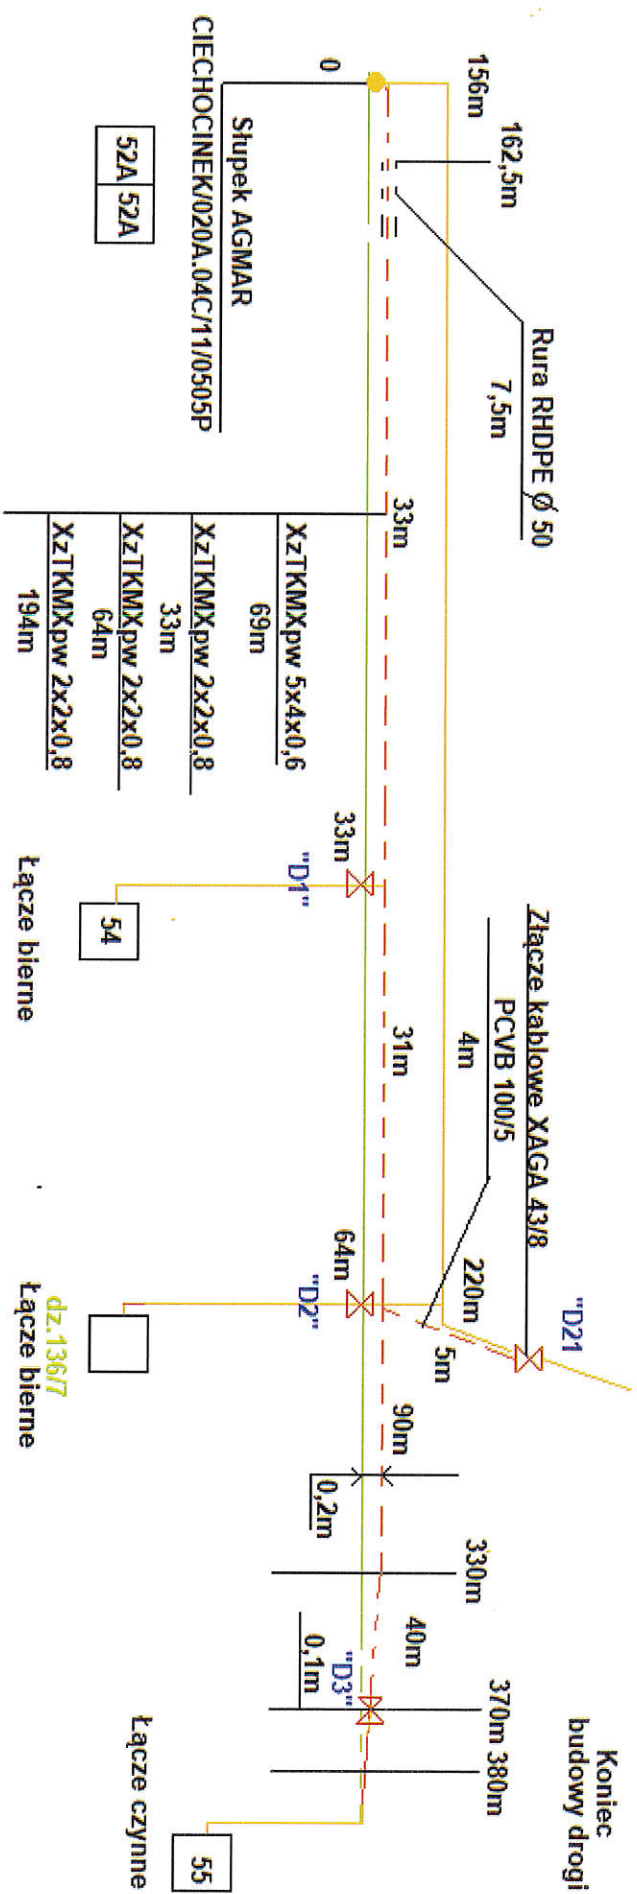 Koniec
budowy drogi
Rura RHDPE Ø 50
7,5m
Złącze kablowe XAGA 43/8
PCVB 100/5
4m
"D21
156m
162,5m
220m
5m
330m
370m
380m
0
33m
31m
90m
40m
33m
"D1"
64m
"D2"
0,2m
0,1m
"D3"
Słupek AGMAR
CIECHOCINEK/020A.04C/11/0505P
52A
52A
XzTKMXpw 5x4x0,6
69m
XzTKMXpw 2x2x0,8
33m
XzTKMXpw 2x2x0,8
64m
XzTKMXpw 2x2x0,8
194m
54
Łącze bierne
dz.136/7
Łącze bierne
55
Łącze czynne